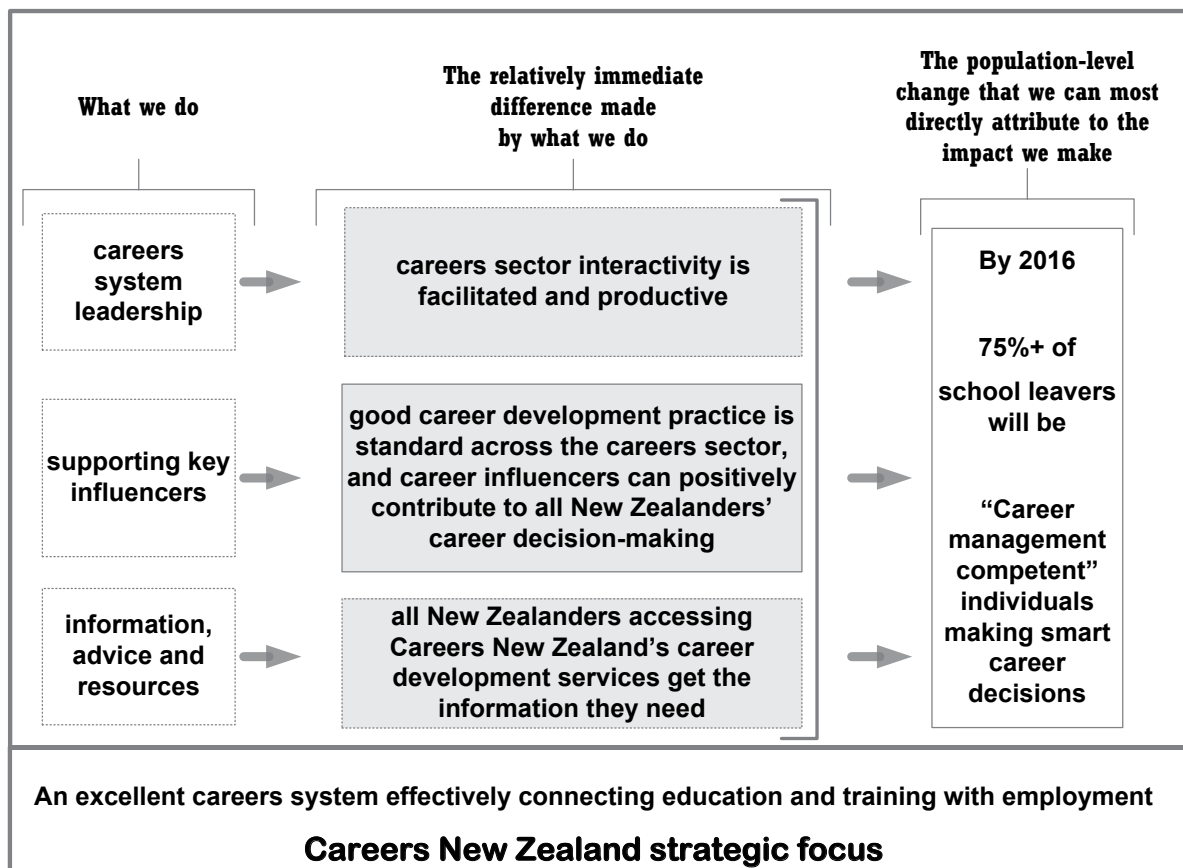 What we do
The relatively immediate
difference made
by what we do
The population-level
change that we can most
directly attribute to the
impact we make
careers
system
leadership
careers sector interactivity is
facilitated and productive
supporting key
influencers
good career development practice is
standard across the careers sector,
and career influencers can positively
contribute to all New Zealanders’
career decision-making
information,
advice and
resources
all New Zealanders accessing
Careers New Zealand’s career
development services get the
information they need
By 2016
75%+ of
school leavers
will be
“Career
management
competent”
individuals
making smart
career
decisions
An excellent careers system effectively connecting education and training with employment
Careers New Zealand strategic focus